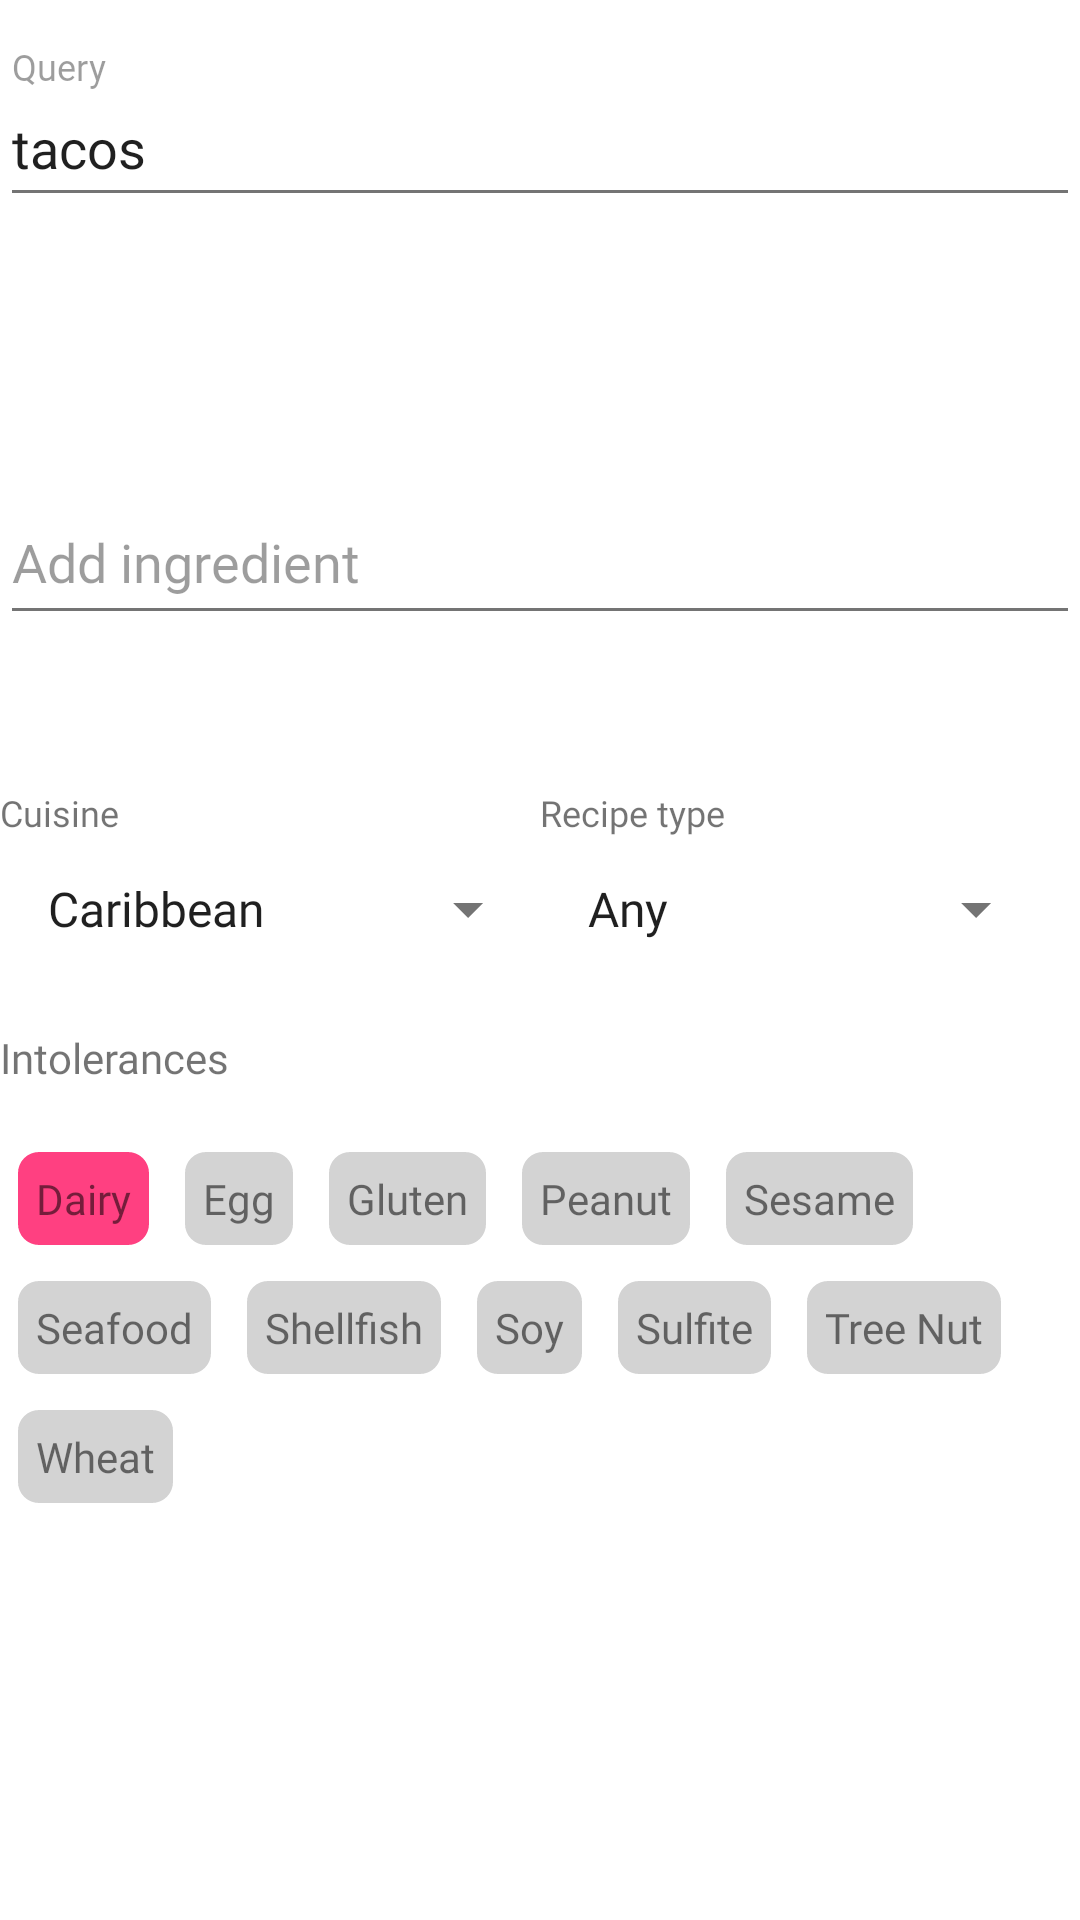 Query
tacos
Add ingredient
Cuisine Recipe type
Caribbean Any
Intolerances
Dairy Egg Gluten Peanut Sesame
Seafood Shellfish Soy Sulfite Tree Nut
Wheat